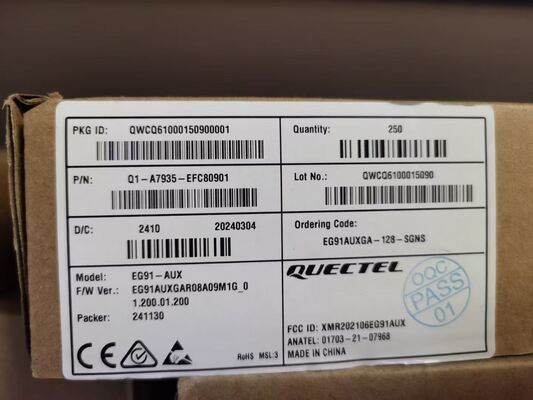 PKG ID: QWCQ61000150900001
Quantity: 250
P/N: Q1-A7935-EFC80901
Lot No.: QWCQ6100015090
D/C: 2410 20240304
Ordering Code:
EG91AUXGA-128-SGNS
Model: EG91-AUX
F/W Ver.: EG91AUXGAR08A09M1G_0
1.200.01.200
Packer: 241130
QUECTEL
OQC
PASS
01
FCC ID: XMR202106EG91AUX
ANATEL: 01703-21-07968
MADE IN CHINA
CE
RoHS MSL:3